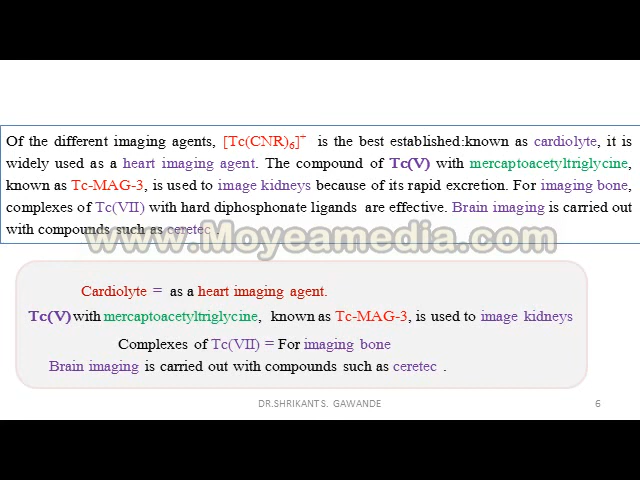 Of the different imaging agents, [Tc(CNR)₆]⁺ is the best established:known as cardiolyte, it is
widely used as a heart imaging agent. The compound of Tc(V) with mercaptoacetyltriglycine,
known as Tc-MAG-3, is used to image kidneys because of its rapid excretion. For imaging bone,
complexes of Tc(VII) with hard diphosphonate ligands are effective. Brain imaging is carried out
with compounds such as ceretec .
www.Moyeamedia.com
Cardiolyte = as a heart imaging agent.
Tc(V) with mercaptoacetyltriglycine, known as Tc-MAG-3, is used to image kidneys
Complexes of Tc(VII) = For imaging bone
Brain imaging is carried out with compounds such as ceretec .
DR.SHRIKANT S. GAWANDE 6